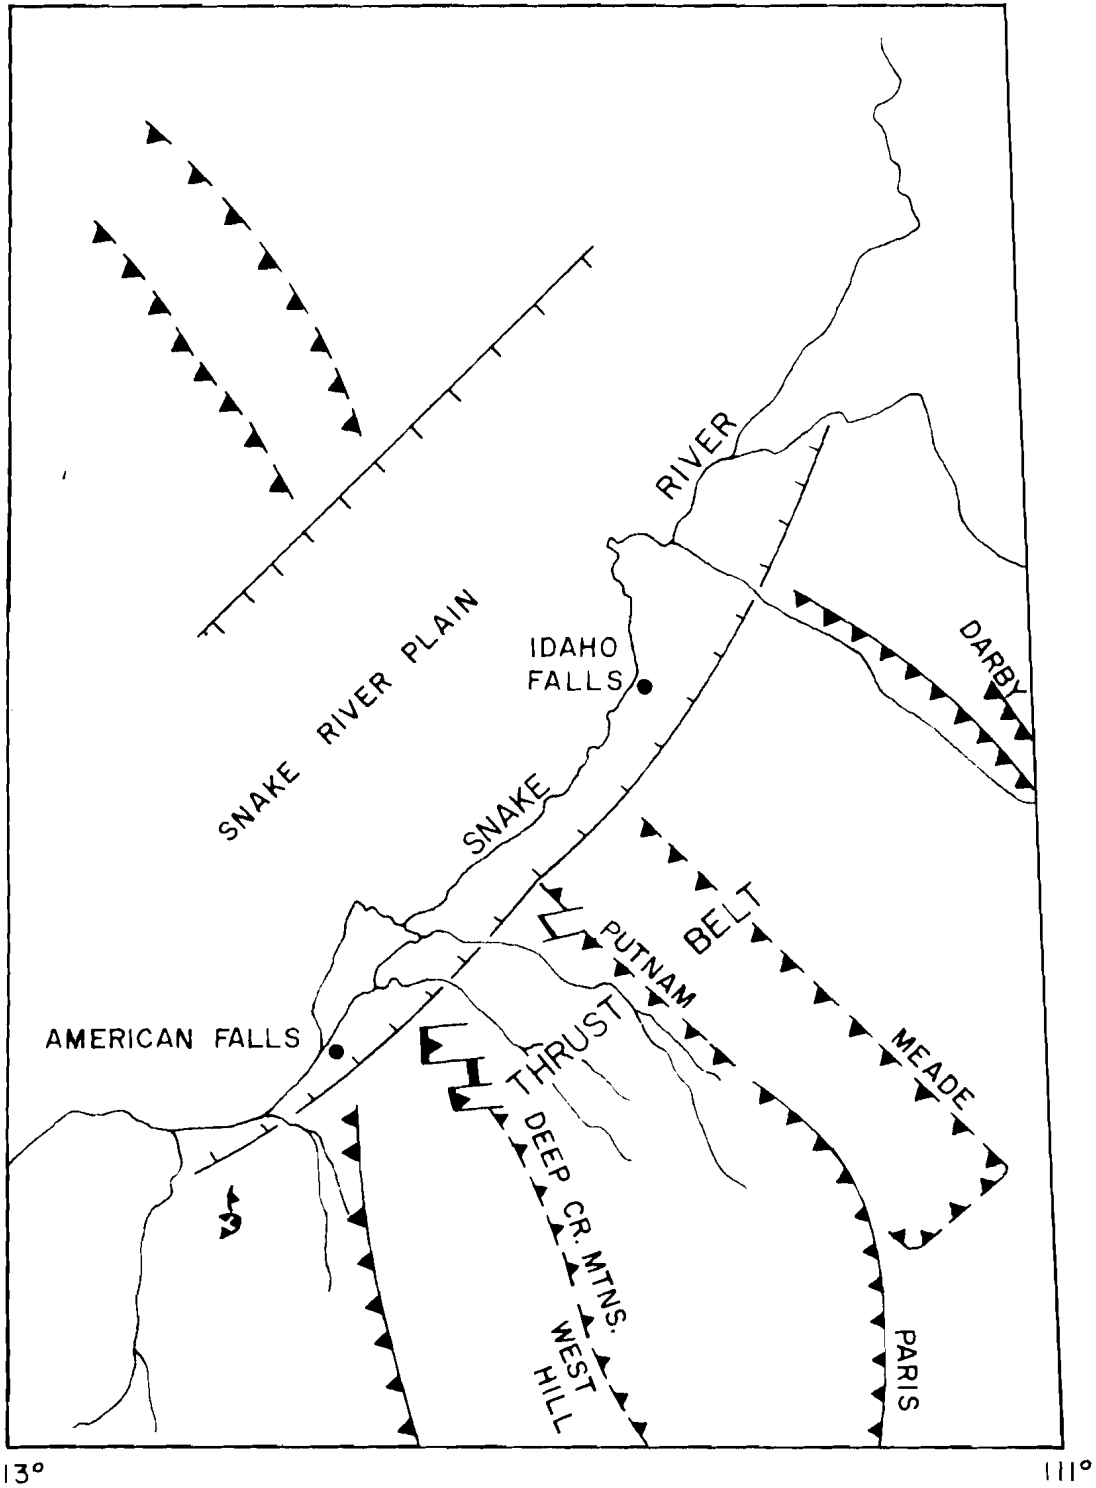 RIVER
SNAKE RIVER PLAIN
IDAHO
FALLS
DARBY
SNAKE
BELT
PUTNAM
AMERICAN FALLS
THRUST
MEADE
DEEP CR. MTNS.
WEST
HILL
PARIS
13°
111°